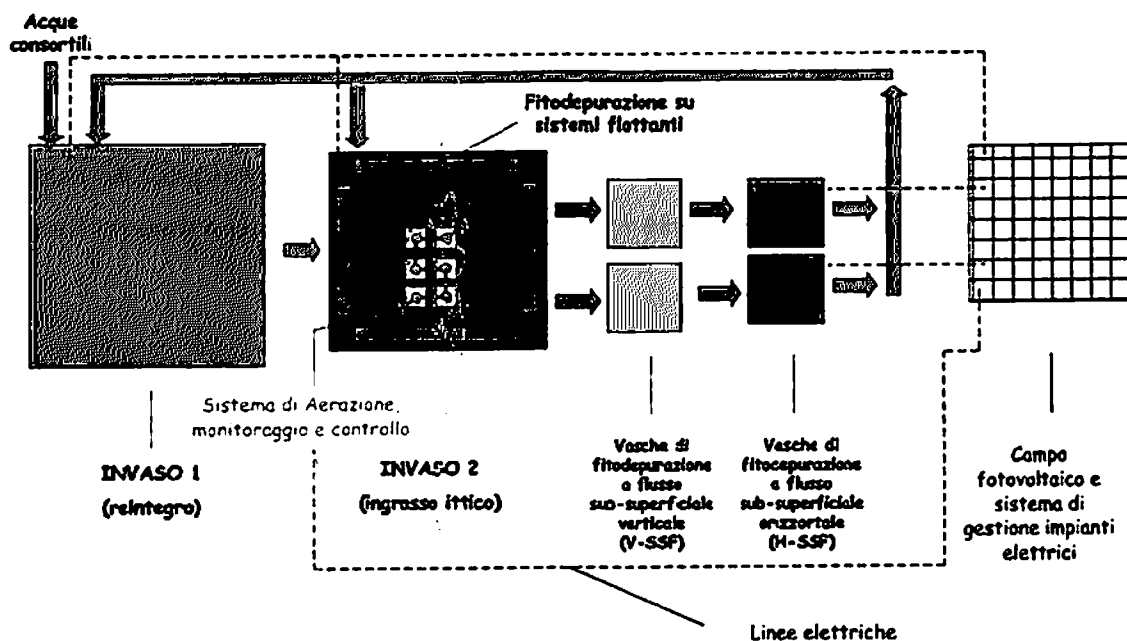 Acque
consortili
Fitodepurazione su
sistemi flottanti
Sistema di Aerazione,
monitoraggio e controllo
INVASO 1
(reintegro)
INVASO 2
(ingrasso ittico)
Vasche di
fitodepurazione
a flusso
sub-superficiale
verticale
(V-SSF)
Vasche di
fitodepurazione
a flusso
sub-superficiale
orizzontale
(H-SSF)
Campo
fotovoltaico e
sistema di
gestione impianti
elettrici
Linee elettriche